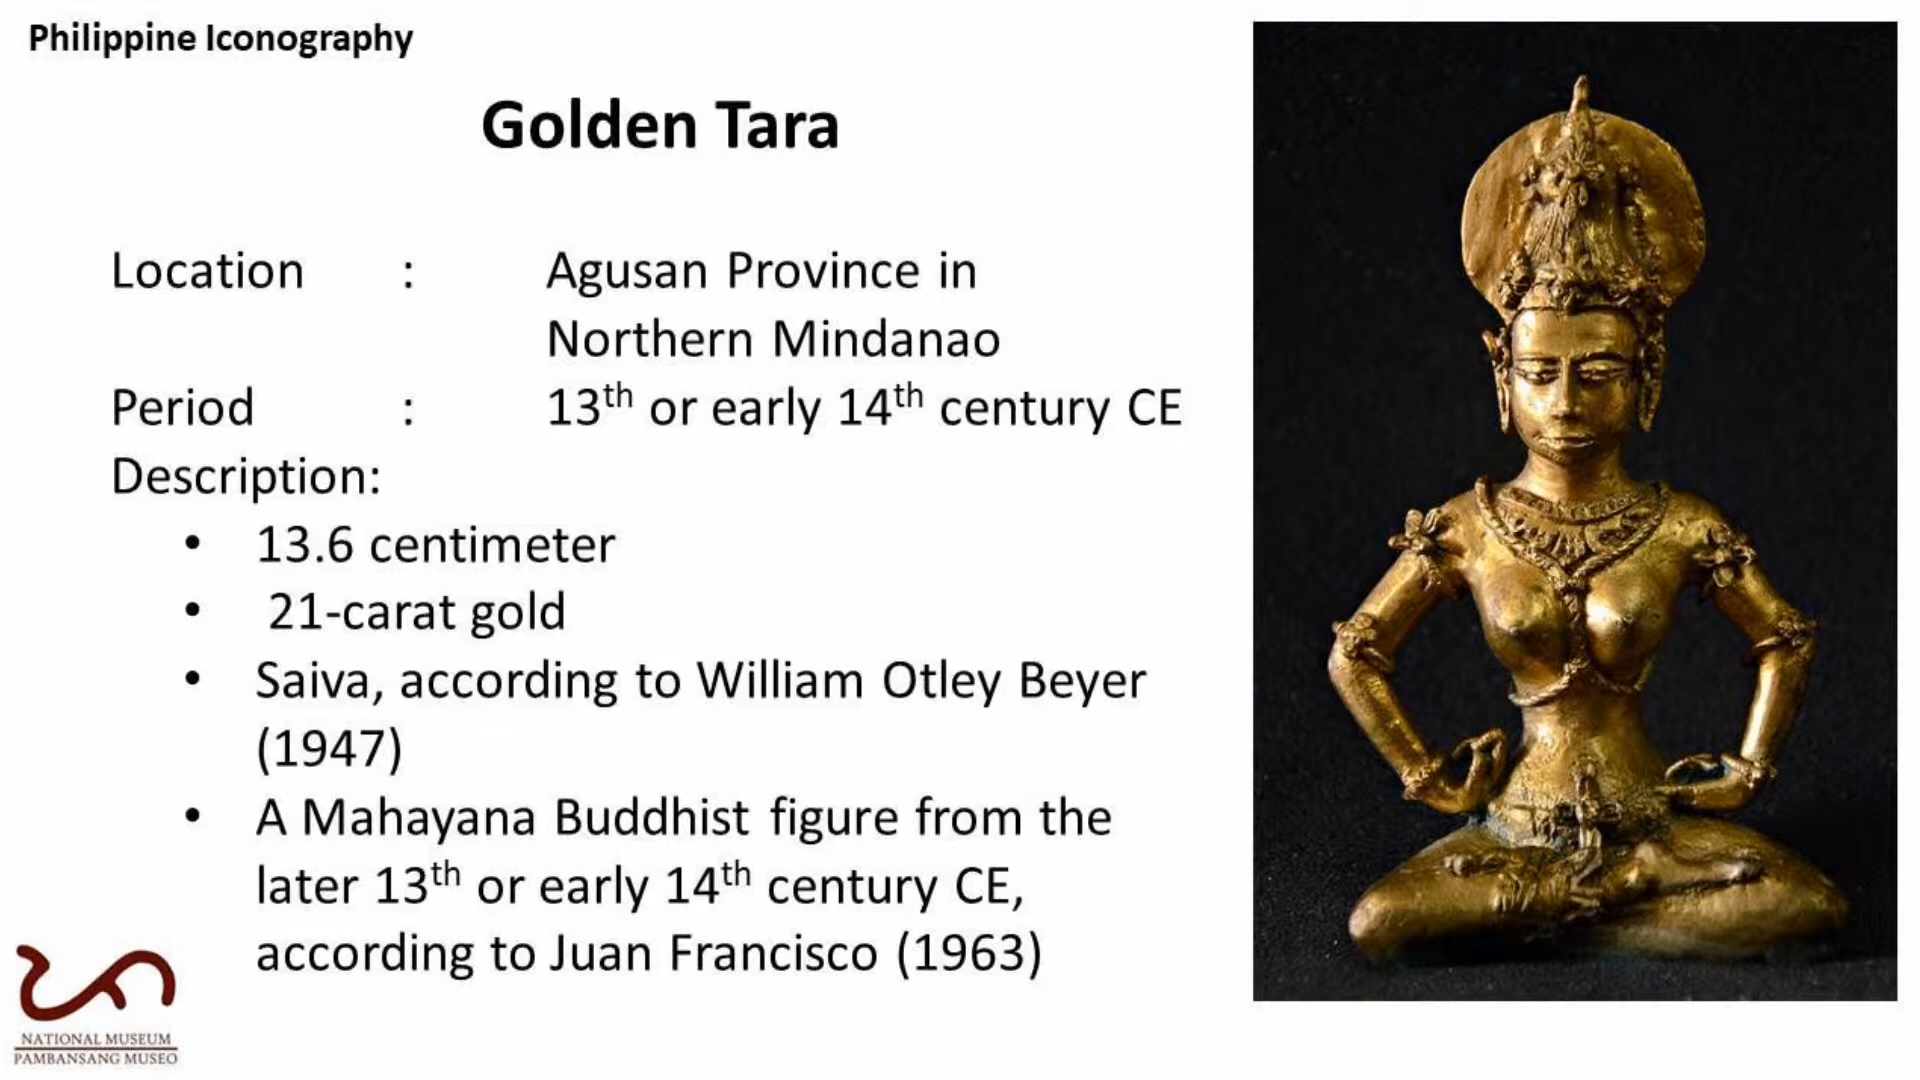 Philippine Iconography
Golden Tara
Location : Agusan Province in
Northern Mindanao
Period : 13th or early 14th century CE
Description:
• 13.6 centimeter
• 21-carat gold
• Saiva, according to William Otley Beyer
(1947)
• A Mahayana Buddhist figure from the
later 13th or early 14th century CE,
according to Juan Francisco (1963)
NATIONAL MUSEUM
PAMBANSANG MUSEO